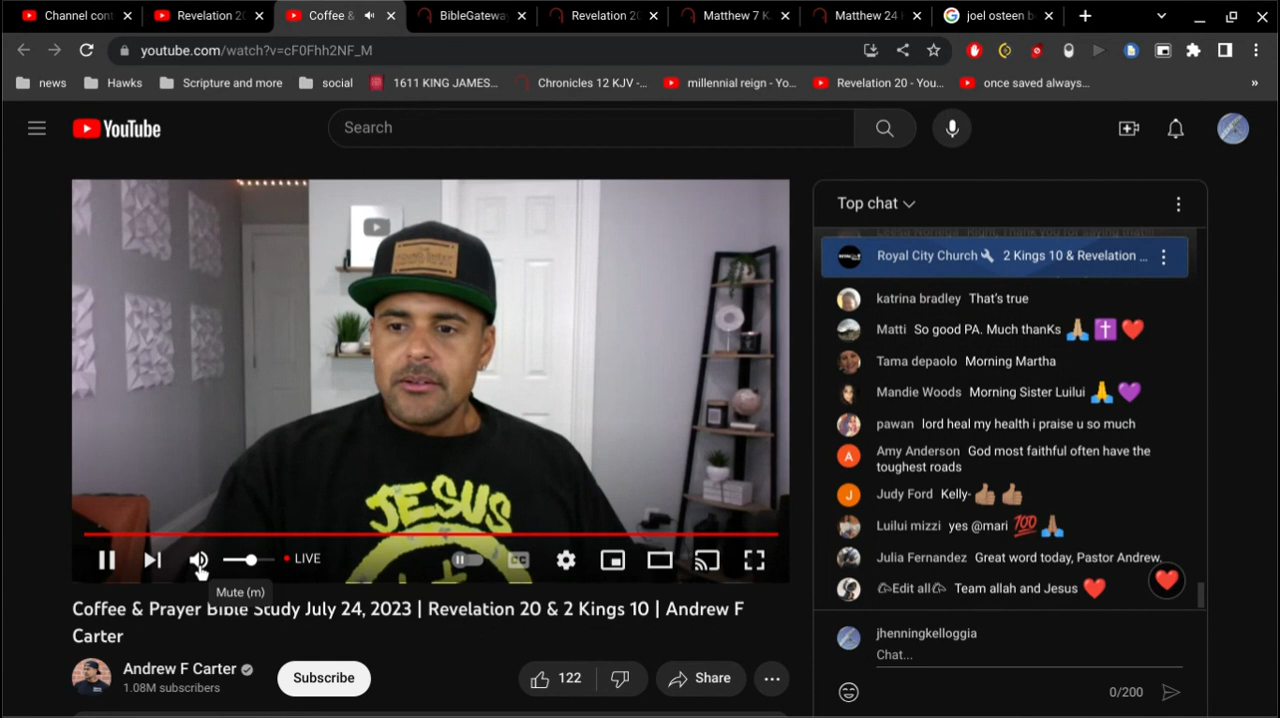 Channel cont
Revelation 20
Coffee &
BibleGateway
Revelation 20
Matthew 7 K
Matthew 24
joel osteen b
youtube.com/watch?v=cF0Fhh2NF_M
news
Hawks
Scripture and more
social
1611 KING JAMES...
Chronicles 12 KJV -...
millennial reign - Yo...
Revelation 20 - You...
once saved always...
»
YouTube
Search
Top chat
Royal City Church 2 Kings 10 & Revelation ...
katrina bradley That's true
Matti So good PA. Much thanKs 🙏🏽 ✝️ ❤️
Tama depaolo Morning Martha
Mandie Woods Morning Sister Luilui 🙏 💜
pawan lord heal my health i praise u so much
A Amy Anderson God most faithful often have the
toughest roads
J Judy Ford Kelly- 👍🏽 👍🏽
Luilui mizzi yes @mari 💯 🙏🏽
Julia Fernandez Great word today, Pastor Andrew,
Edit all Team allah and Jesus ❤️
YOUNG SHEEP
JESUS
LIVE
CC
Mute (m)
Coffee & Prayer Bible Study July 24, 2023 | Revelation 20 & 2 Kings 10 | Andrew F
Carter
Andrew F Carter
1.08M subscribers
Subscribe
122
Share
jhenningkelloggia
Chat...
0/200